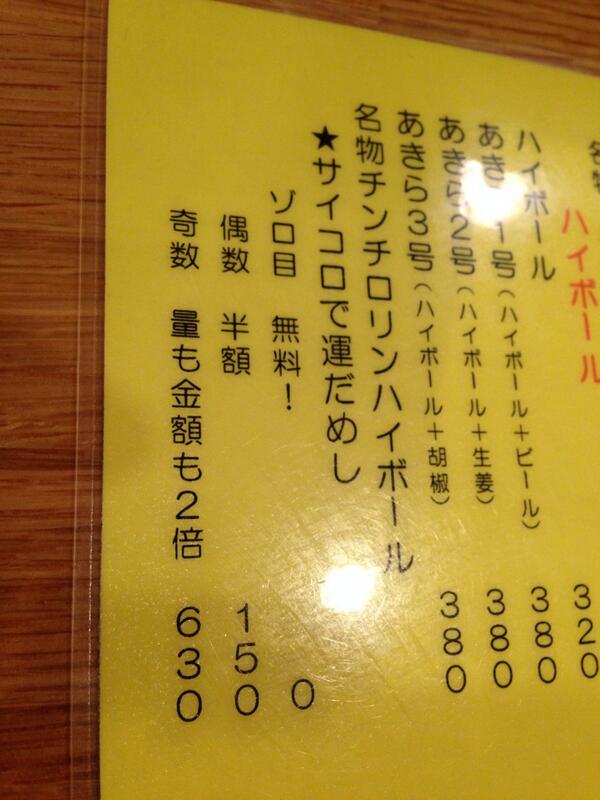 名物
ハイボール
ハイボール 320
あきら1号(ハイボール+ビール) 380
あきら2号(ハイボール+生姜) 380
あきら3号(ハイボール+胡椒) 380
名物チンチロリンハイボール
★サイコロで運だめし
ゾロ目 無料! 0
偶数 半額 150
奇数 量も金額も2倍 630